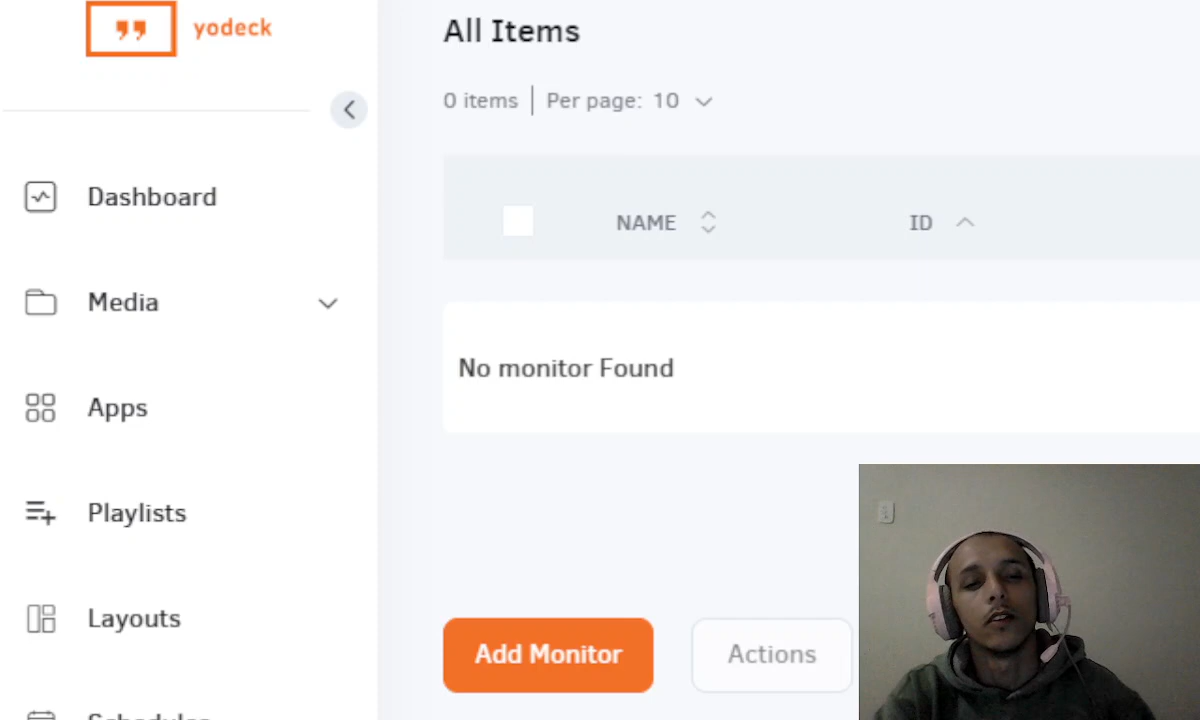 yodeck
Dashboard
Media
Apps
Playlists
Layouts
Schedules
All Items
0 items
Per page: 10
NAME
ID
No monitor Found
Add Monitor
Actions